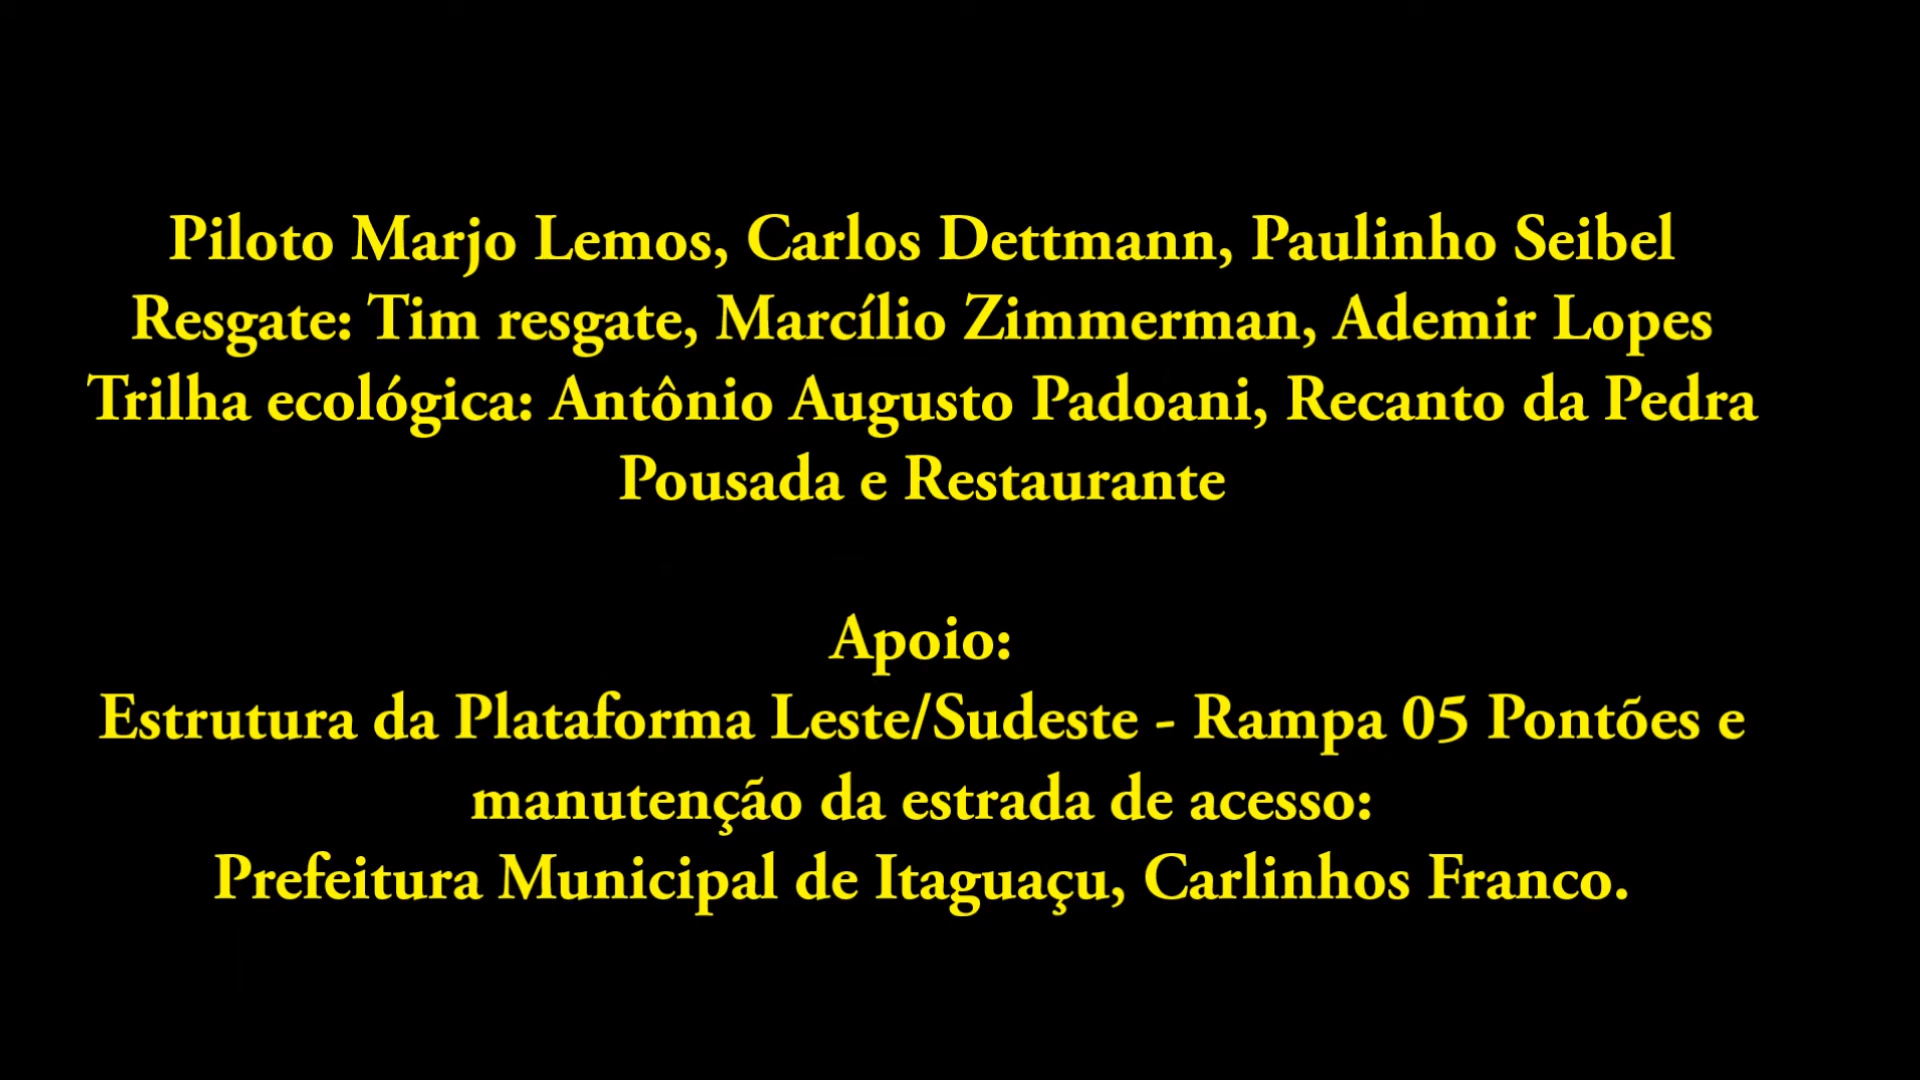 Piloto Marjo Lemos, Carlos Dettmann, Paulinho Seibel
Resgate: Tim resgate, Marcílio Zimmerman, Ademir Lopes
Trilha ecológica: Antônio Augusto Padoani, Recanto da Pedra
Pousada e Restaurante
Apoio:
Estrutura da Plataforma Leste/Sudeste - Rampa 05 Pontões e
manutenção da estrada de acesso:
Prefeitura Municipal de Itaguaçu, Carlinhos Franco.